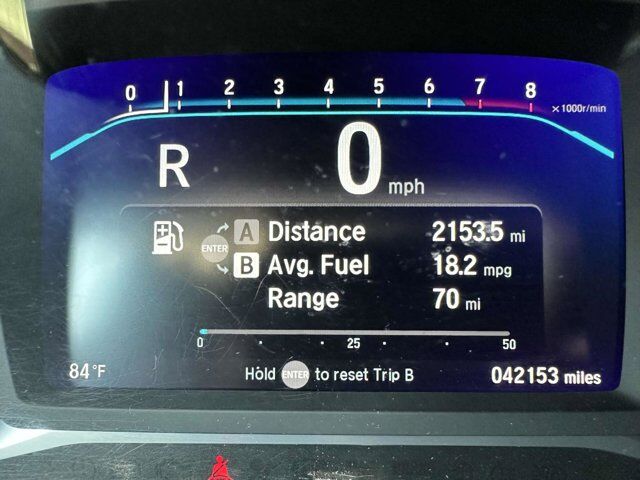 0 1 2 3 4 5 6 7 8
×1000r/min
R 0 mph
A Distance 2153.5 mi
ENTER
B Avg. Fuel 18.2 mpg
Range 70 mi
0 25 50
84°F Hold ENTER to reset Trip B 042153 miles